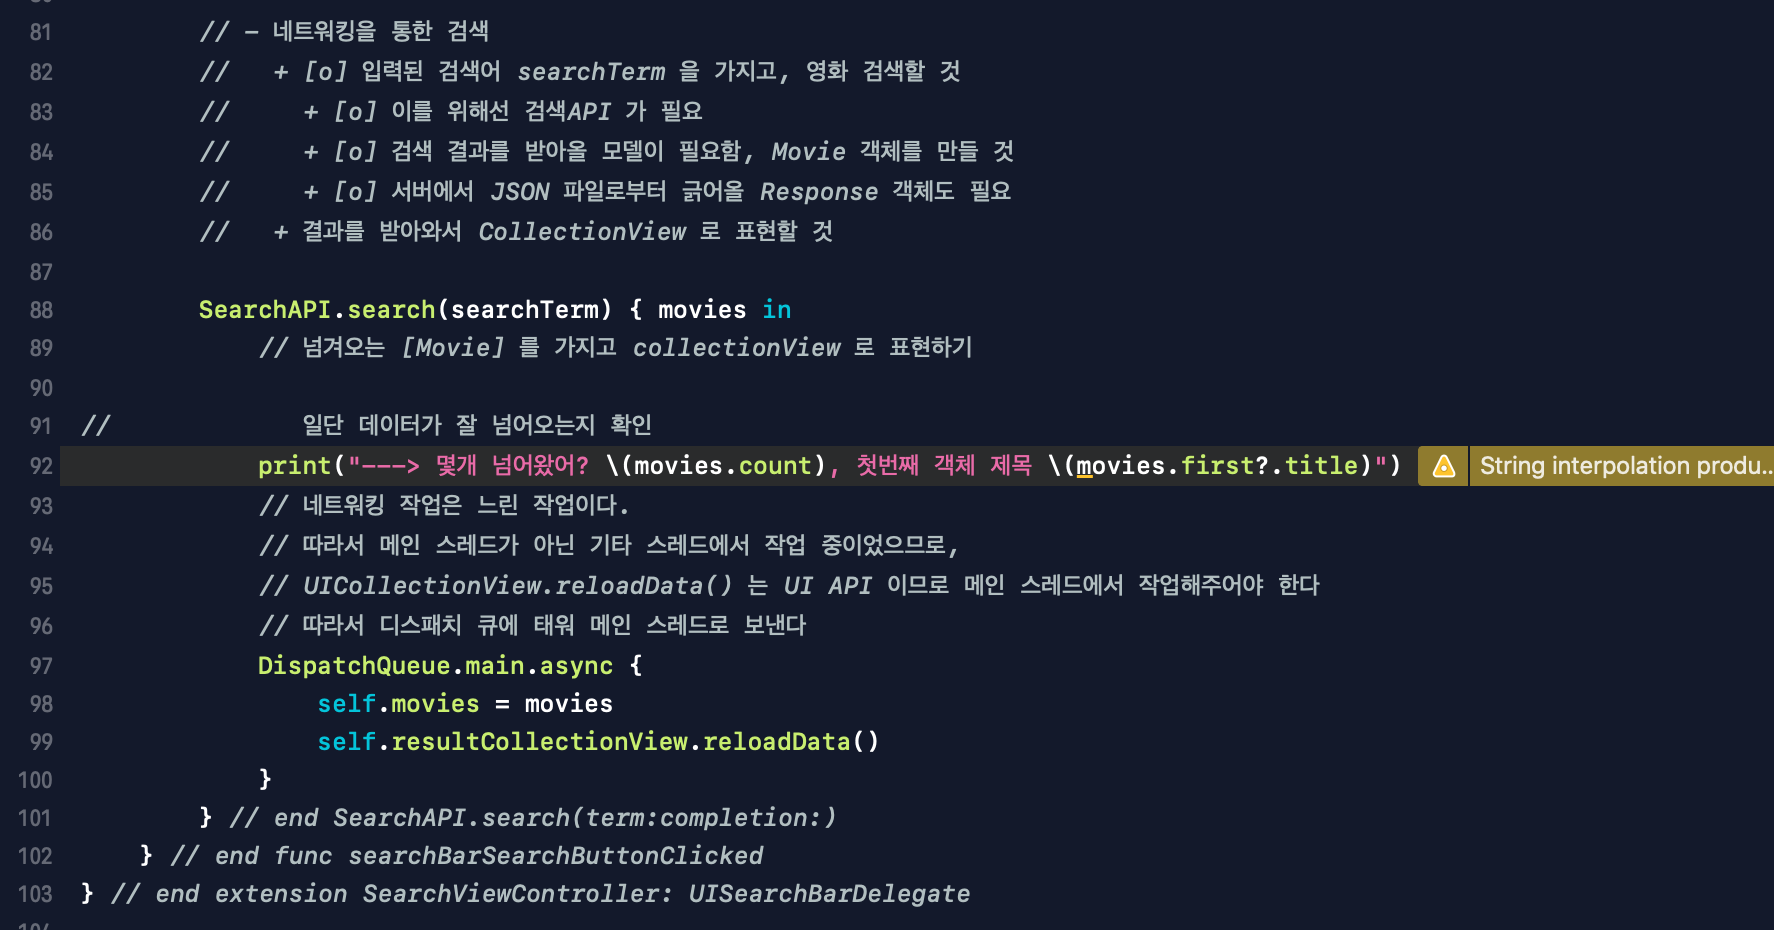 81 // - 네트워킹을 통한 검색
82 // + [o] 입력된 검색어 searchTerm 을 가지고, 영화 검색할 것
83 // + [o] 이를 위해선 검색API 가 필요
84 // + [o] 검색 결과를 받아올 모델이 필요함, Movie 객체를 만들 것
85 // + [o] 서버에서 JSON 파일로부터 긁어올 Response 객체도 필요
86 // + 결과를 받아와서 CollectionView 로 표현할 것
87
88 SearchAPI.search(searchTerm) { movies in
89 // 넘겨오는 [Movie] 를 가지고 collectionView 로 표현하기
90
91 // 일단 데이터가 잘 넘어오는지 확인
92 print("---> 몇개 넘어왔어? \(movies.count), 첫번째 객체 제목 \(movies.first?.title)") String interpolation produ...
93 // 네트워킹 작업은 느린 작업이다.
94 // 따라서 메인 스레드가 아닌 기타 스레드에서 작업 중이었으므로,
95 // UICollectionView.reloadData() 는 UI API 이므로 메인 스레드에서 작업해주어야 한다
96 // 따라서 디스패치 큐에 태워 메인 스레드로 보낸다
97 DispatchQueue.main.async {
98 self.movies = movies
99 self.resultCollectionView.reloadData()
100 }
101 } // end SearchAPI.search(term:completion:)
102 } // end func searchBarSearchButtonClicked
103 } // end extension SearchViewController: UISearchBarDelegate